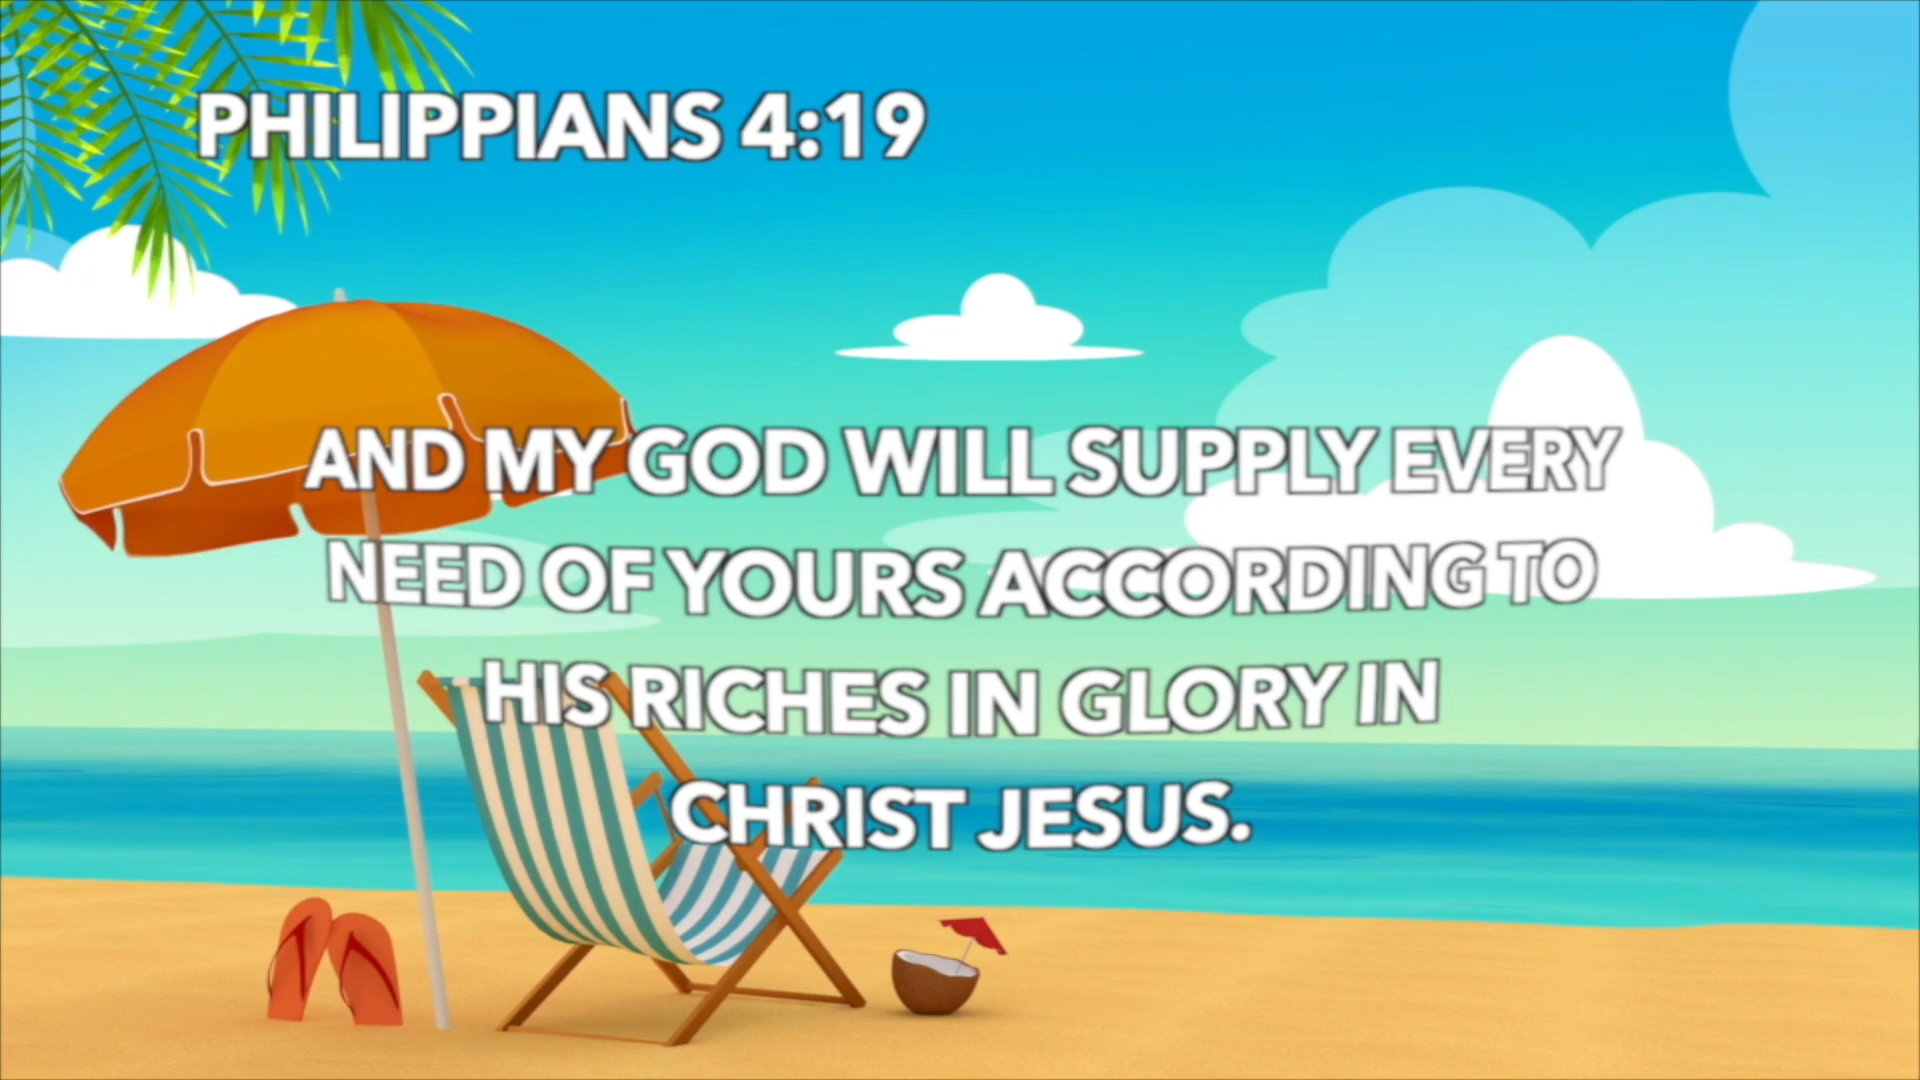 PHILIPPIANS 4:19
AND MY GOD WILL SUPPLY EVERY
NEED OF YOURS ACCORDING TO
HIS RICHES IN GLORY IN
CHRIST JESUS.